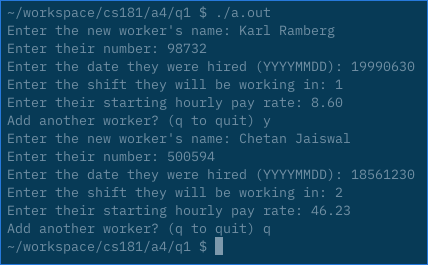 ~/workspace/cs181/a4/q1 $ ./a.out
Enter the new worker's name: Karl Ramberg
Enter their number: 98732
Enter the date they were hired (YYYYMMDD): 19990630
Enter the shift they will be working in: 1
Enter their starting hourly pay rate: 8.60
Add another worker? (q to quit) y
Enter the new worker's name: Chetan Jaiswal
Enter their number: 500594
Enter the date they were hired (YYYYMMDD): 18561230
Enter the shift they will be working in: 2
Enter their starting hourly pay rate: 46.23
Add another worker? (q to quit) q
~/workspace/cs181/a4/q1 $